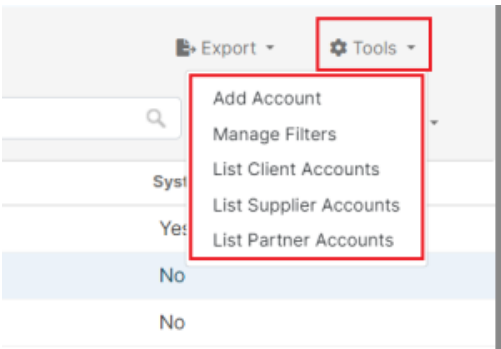 Export
Tools
Add Account
Manage Filters
List Client Accounts
List Supplier Accounts
List Partner Accounts
Yes
No
No